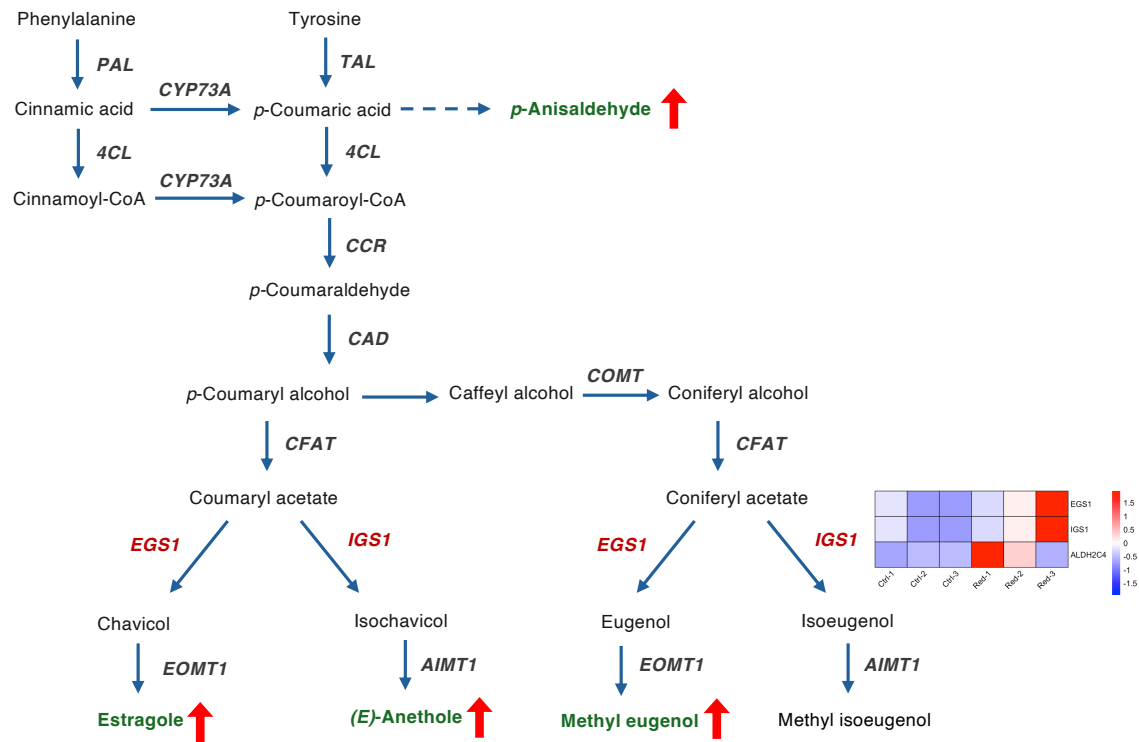 Phenylalanine
Tyrosine
PAL
TAL
CYP73A
Cinnamic acid
p-Coumaric acid
p-Anisaldehyde
4CL
4CL
CYP73A
Cinnamoyl-CoA
p-Coumaroyl-CoA
CCR
p-Coumaraldehyde
CAD
p-Coumaryl alcohol
Caffeyl alcohol
COMT
Coniferyl alcohol
CFAT
CFAT
Coumaryl acetate
Coniferyl acetate
EGS1
IGS1
EGS1
IGS1
EGS1
IGS1
ALDH2C4
Ctrl-1
Ctrl-2
Ctrl-3
Red-1
Red-2
Red-3
1.5
1
0.5
0
-0.5
-1
-1.5
Chavicol
Isochavicol
Eugenol
Isoeugenol
EOMT1
AIMT1
EOMT1
AIMT1
Estragole
(E)-Anethole
Methyl eugenol
Methyl isoeugenol